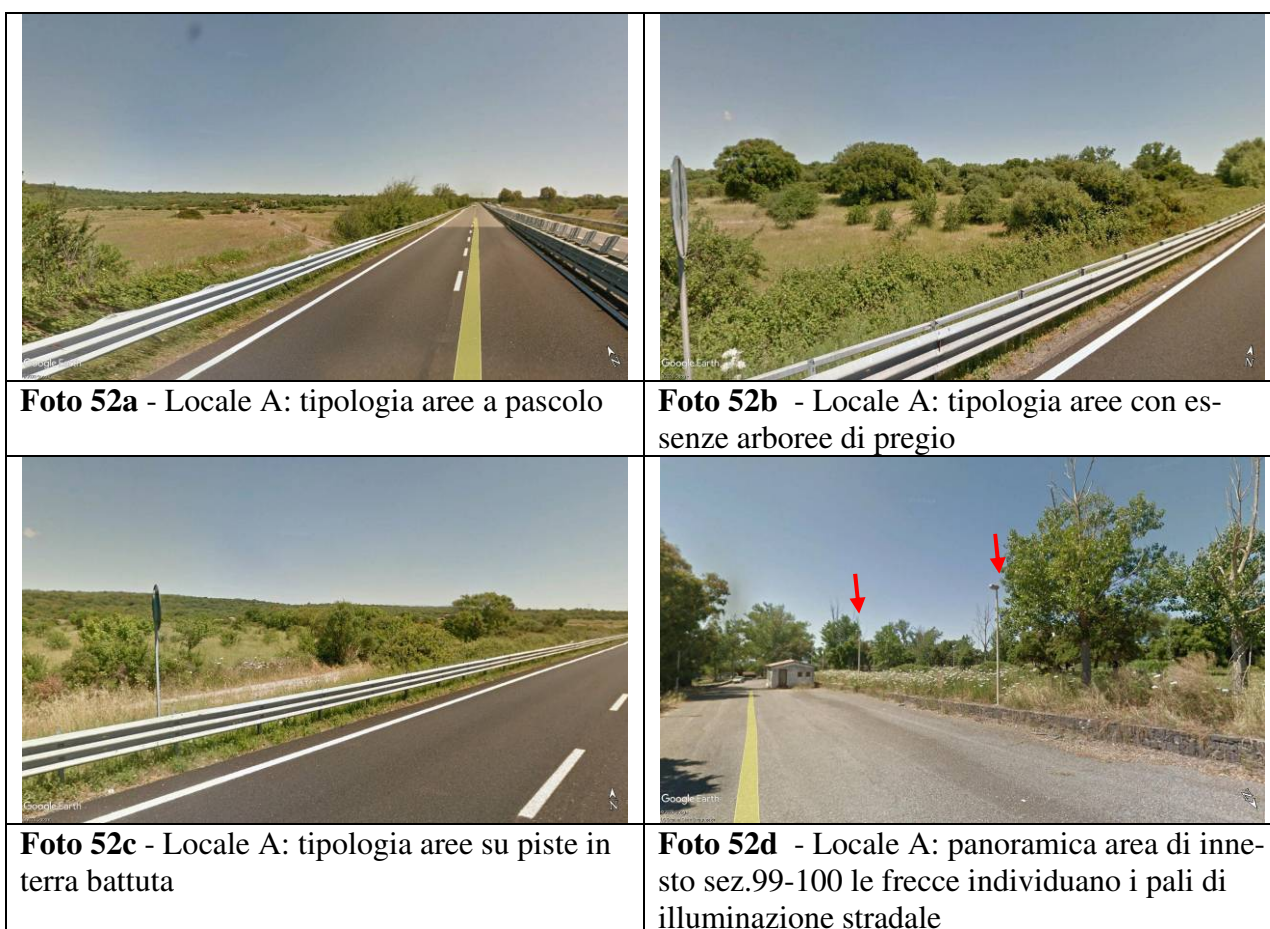 Google Earth
N
Google Earth
N
Foto 52a - Locale A: tipologia aree a pascolo
Foto 52b - Locale A: tipologia aree con es-
senze arboree di pregio
Google Earth
N
Google Earth
Foto 52c - Locale A: tipologia aree su piste in
terra battuta
Foto 52d - Locale A: panoramica area di inne-
sto sez.99-100 le frecce individuano i pali di
illuminazione stradale